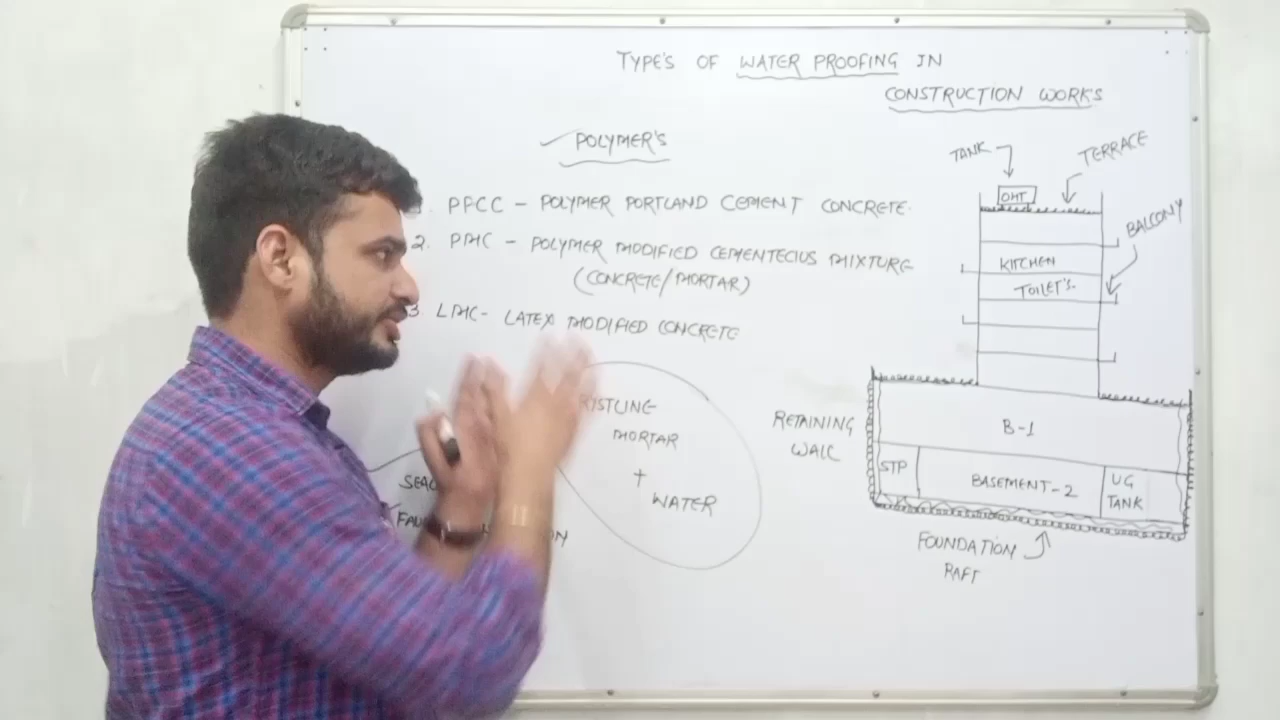 TYPE'S OF WATER PROOFING IN
CONSTRUCTION WORKS
POLYMER'S
PPCC - POLYMER PORTLAND CEMENT CONCRETE.
2. PMC - POLYMER MODIFIED CEMENTECIUS MIXTURE
(CONCRETE/MORTAR)
3 LMC- LATEX MODIFIED CONCRETE
MORTAR
+
WATER
TANK
TERRACE
OHT
BALCONY
KITCHEN
TOILET'S-
RETAINING
WALL
B-1
STP
BASEMENT-2
UG
TANK
FOUNDATION
RAFT